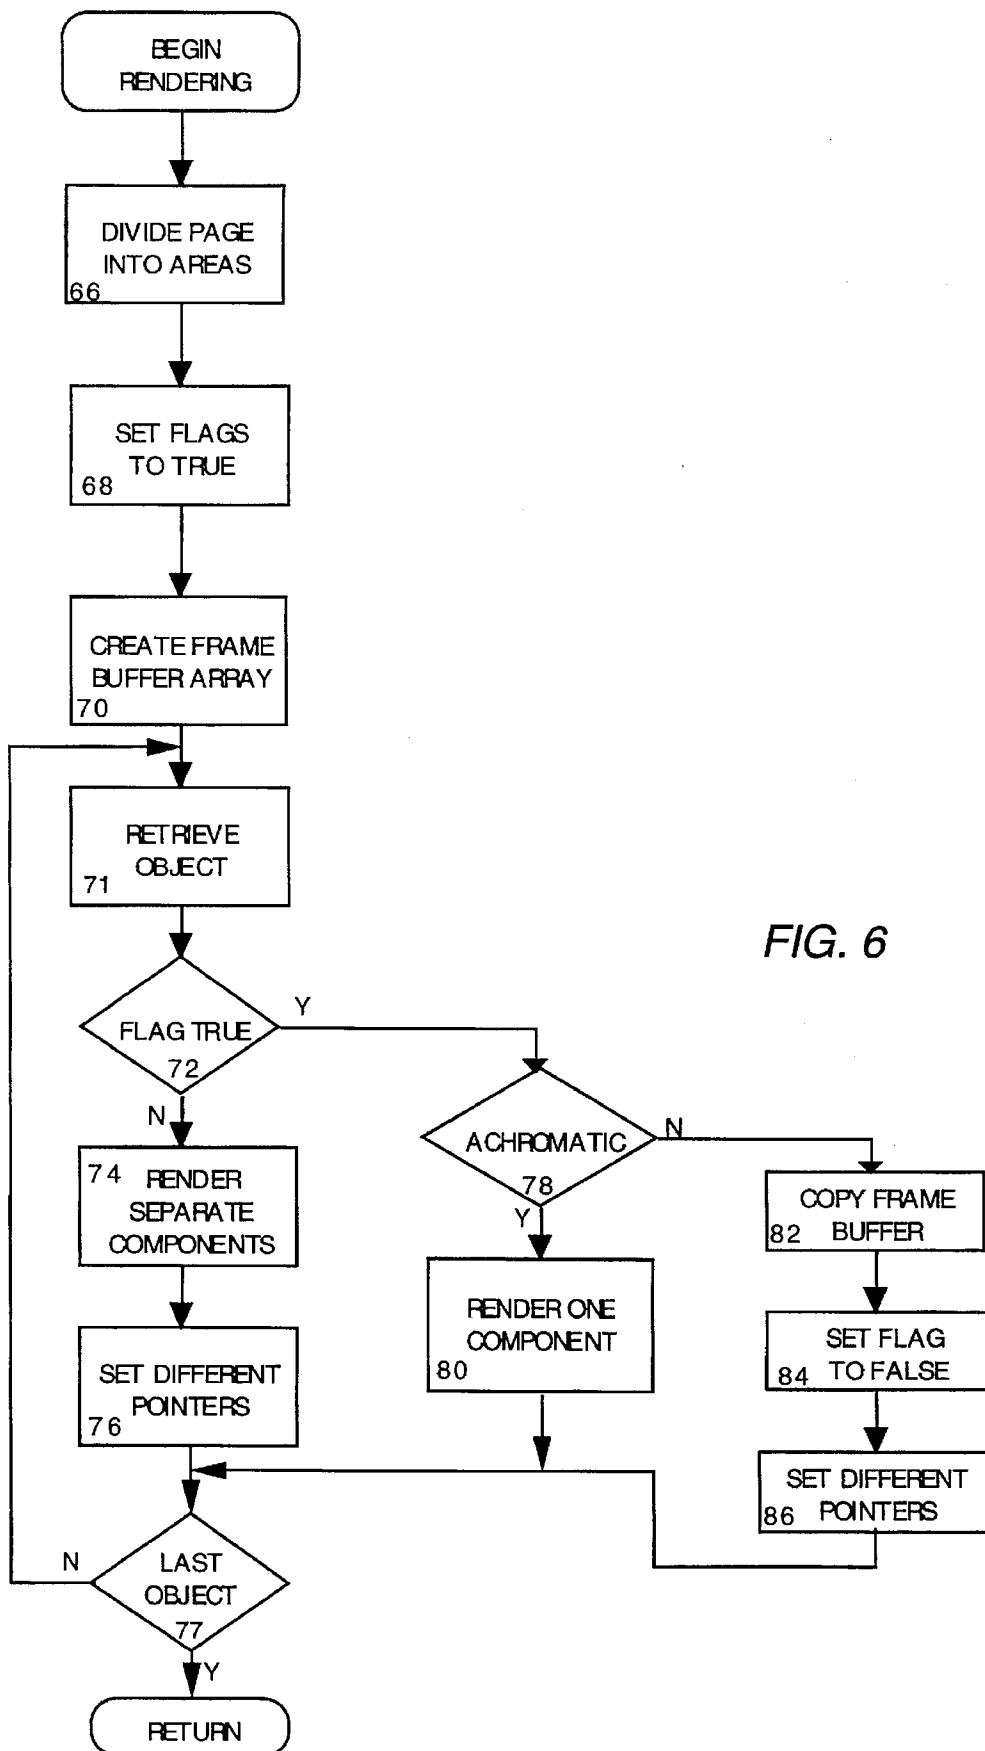 BEGIN
RENDERING
DIVIDE PAGE
INTO AREAS
66
SET FLAGS
TO TRUE
68
CREATE FRAME
BUFFER ARRAY
70
RETRIEVE
OBJECT
71
FIG. 6
FLAG TRUE
72
Y
N
ACHROMATIC
78
N
Y
74
RENDER
SEPARATE
COMPONENTS
SET DIFFERENT
POINTERS
76
RENDER ONE
COMPONENT
80
COPY FRAME
BUFFER
82
SET FLAG
TO FALSE
84
SET DIFFERENT
POINTERS
86
LAST
OBJECT
77
N
Y
RETURN